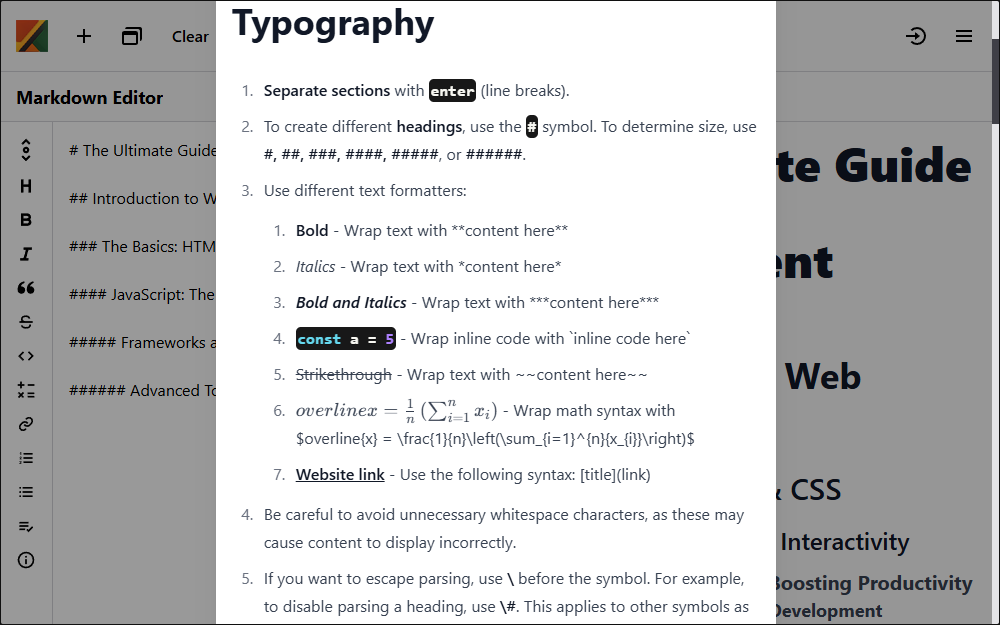 Typography
Clear
Markdown Editor
1. Separate sections with enter (line breaks).
2. To create different headings, use the # symbol. To determine size, use
#, ##, ###, ####, #####, or ######.
3. Use different text formatters:
1. Bold - Wrap text with **content here**
2. Italics - Wrap text with *content here*
3. Bold and Italics - Wrap text with ***content here***
4. const a = 5 - Wrap inline code with `inline code here`
5. Strikethrough - Wrap text with ~~content here~~
6. overlinex = \frac{1}{n}(\sum_{i=1}^{n} x_i) - Wrap math syntax with
$overline{x} = \frac{1}{n}\left(\sum_{i=1}^{n}{x_{i}}\right)$
7. Website link - Use the following syntax: [title](link)
4. Be careful to avoid unnecessary whitespace characters, as these may
cause content to display incorrectly.
5. If you want to escape parsing, use \ before the symbol. For example,
to disable parsing a heading, use \#. This applies to other symbols as
# The Ultimate Guide
## Introduction to W
### The Basics: HTM
#### JavaScript: The
##### Frameworks a
###### Advanced To
te Guide
ent
Web
& CSS
Interactivity
Boosting Productivity
Development